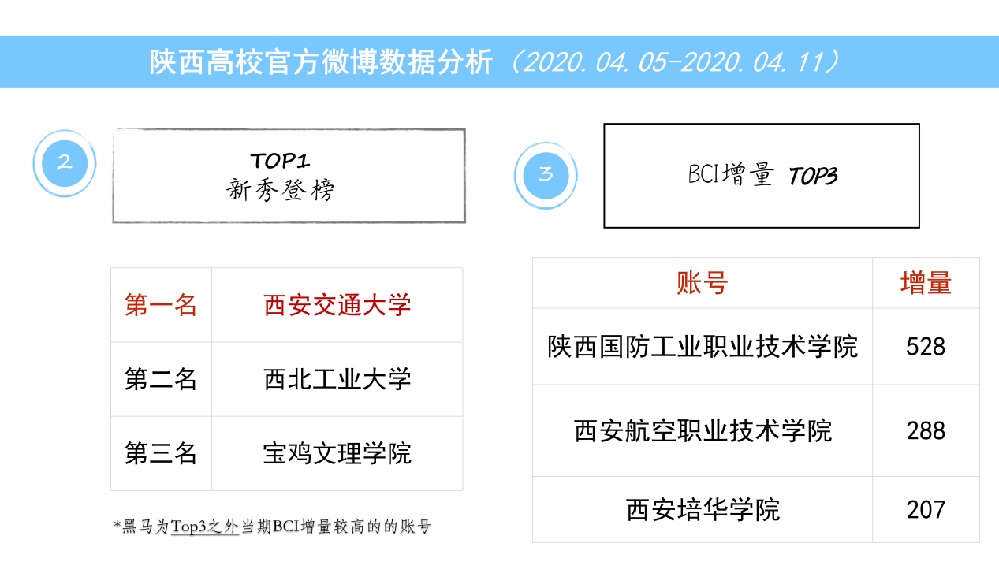 陕西高校官方微博数据分析（2020.04.05-2020.04.11）
2
TOP1
新秀登榜
第一名 西安交通大学
第二名 西北工业大学
第三名 宝鸡文理学院
*黑马为Top3之外当期BCI增量较高的的账号
3
BCI增量 TOP3
账号 增量
陕西国防工业职业技术学院 528
西安航空职业技术学院 288
西安培华学院 207